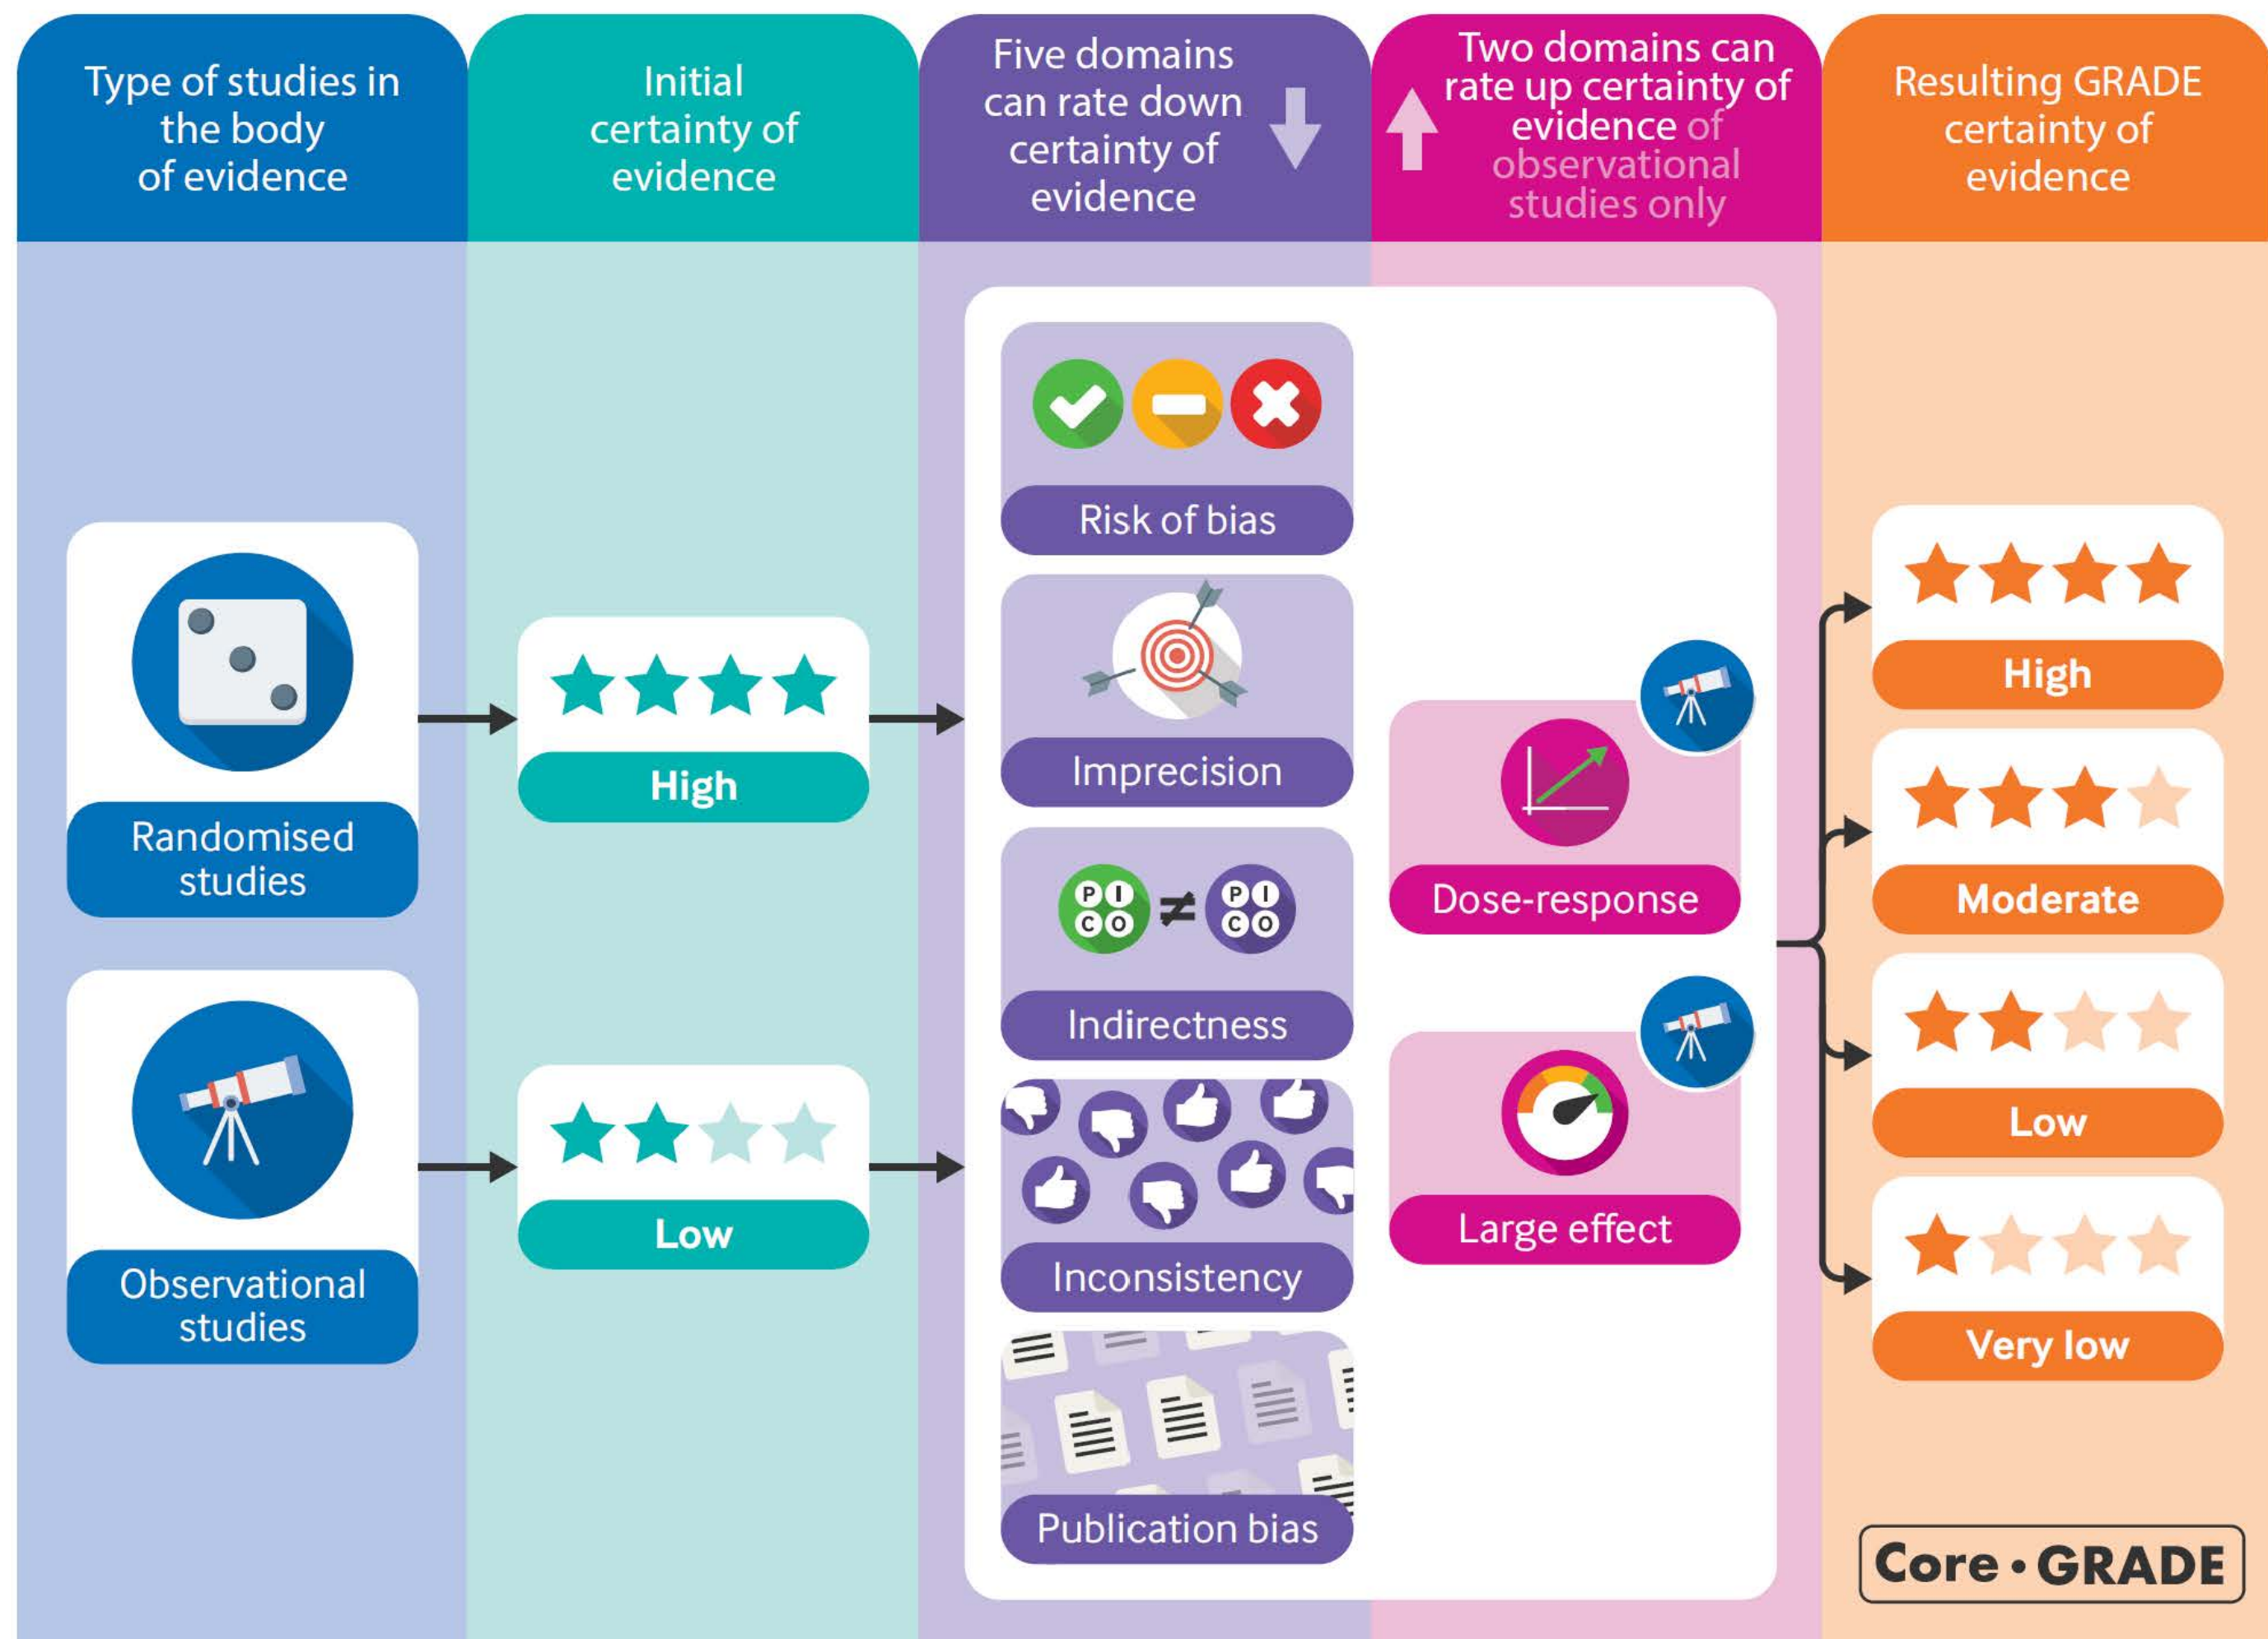 Type of studies in
the body
of evidence
Initial
certainty of
evidence
Five domains
can rate down
certainty of
evidence
Two domains can
rate up certainty of
evidence of
observational
studies only
Resulting GRADE
certainty of
evidence
Randomised
studies
Observational
studies
High
Low
Risk of bias
Imprecision
P I
C O
≠
P I
C O
Indirectness
Inconsistency
Publication bias
Dose-response
Large effect
High
Moderate
Low
Very low
Core • GRADE